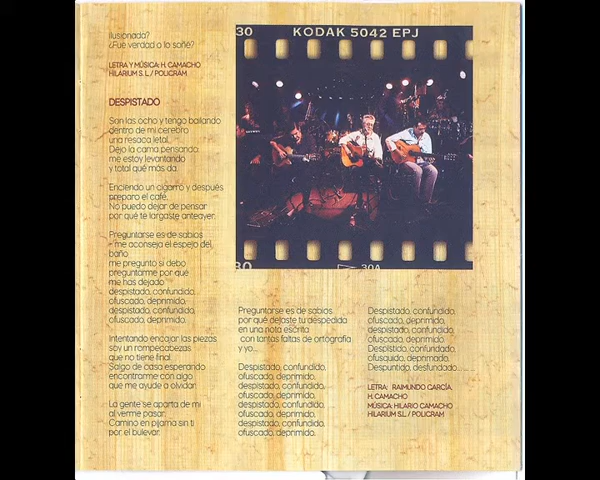 ilusionada?
¿Fue verdad o lo soñé?
LETRA Y MÚSICA: H. CAMACHO
HILARIUM S. L./ POLIGRAM
DESPISTADO
Son las ocho y tengo bailando
dentro de mi cerebro
una resaca letal.
Dejo la cama pensando:
me estoy levantando
y total qué más da.
Enciendo un cigarro y después
preparo el café.
No puedo dejar de pensar
por qué te largaste anteayer.
Preguntarse es de sabios
- me aconseja el espejo del
baño
me pregunto si debo
preguntarme por qué
me has dejado
despistado, confundido,
ofuscado, deprimido,
despistado, confundido,
ofuscado, deprimido.
Intentando encajar las piezas
soy un rompecabezas
que no tiene final.
Salgo de casa esperando
encontrarme con algo
que me ayude a olvidar.
La gente se aparta de mi
al verme pasar.
Camino en pijama sin ti
por el bulevar.
30 KODAK 5042 EPJ
30 30A
Preguntarse es de sabios
por qué dejaste tu despedida
en una nota escrita
con tantas faltas de ortografía
y yo...
Despistado, confundido,
ofuscado, deprimido,
despistado, confundido,
ofuscado, deprimido,
despistado, confundido,
ofuscado, deprimido,
despistado, confundido,
ofuscado, deprimido.
Despistado, confundido,
ofuscado, deprimido,
despistado, confundido,
ofuscado, deprimido,
Despistido, confundado,
ofusquido, deprimado.
Despuntido, desfundado......
LETRA: RAIMUNDO GARCÍA,
H. CAMACHO
MÚSICA: HILARIO CAMACHO
HILARIUM S.L./ POLIGRAM